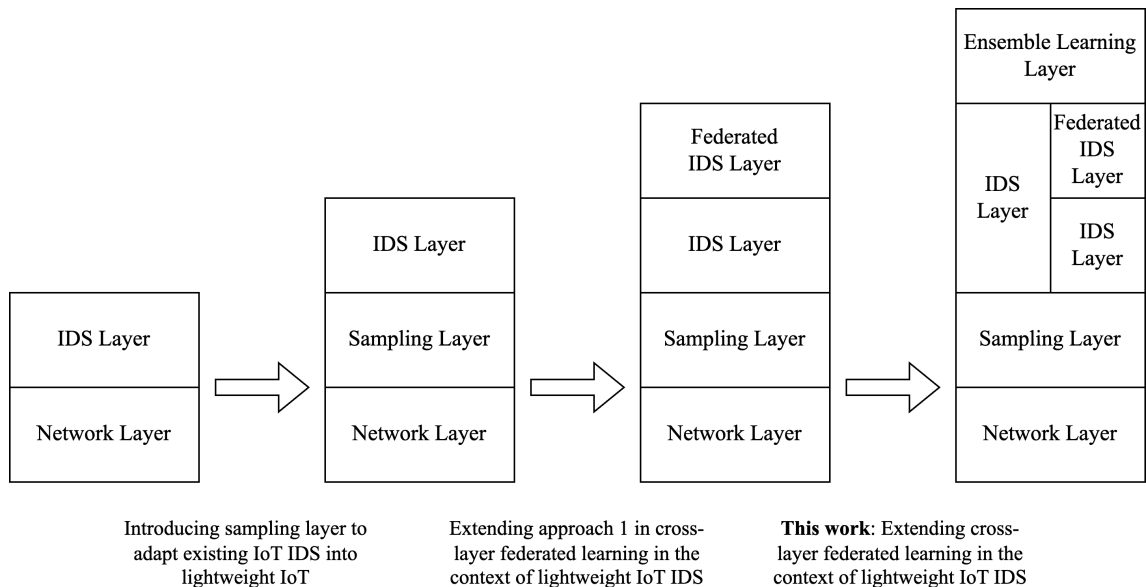 IDS Layer
Network Layer
IDS Layer
Sampling Layer
Network Layer
Federated
IDS Layer
IDS Layer
Sampling Layer
Network Layer
Ensemble Learning
Layer
IDS
Layer
Federated
IDS
Layer
IDS
Layer
Sampling Layer
Network Layer
Introducing sampling layer to
adapt existing IoT IDS into
lightweight IoT
Extending approach 1 in cross-
layer federated learning in the
context of lightweight IoT IDS
This work: Extending cross-
layer federated learning in the
context of lightweight IoT IDS